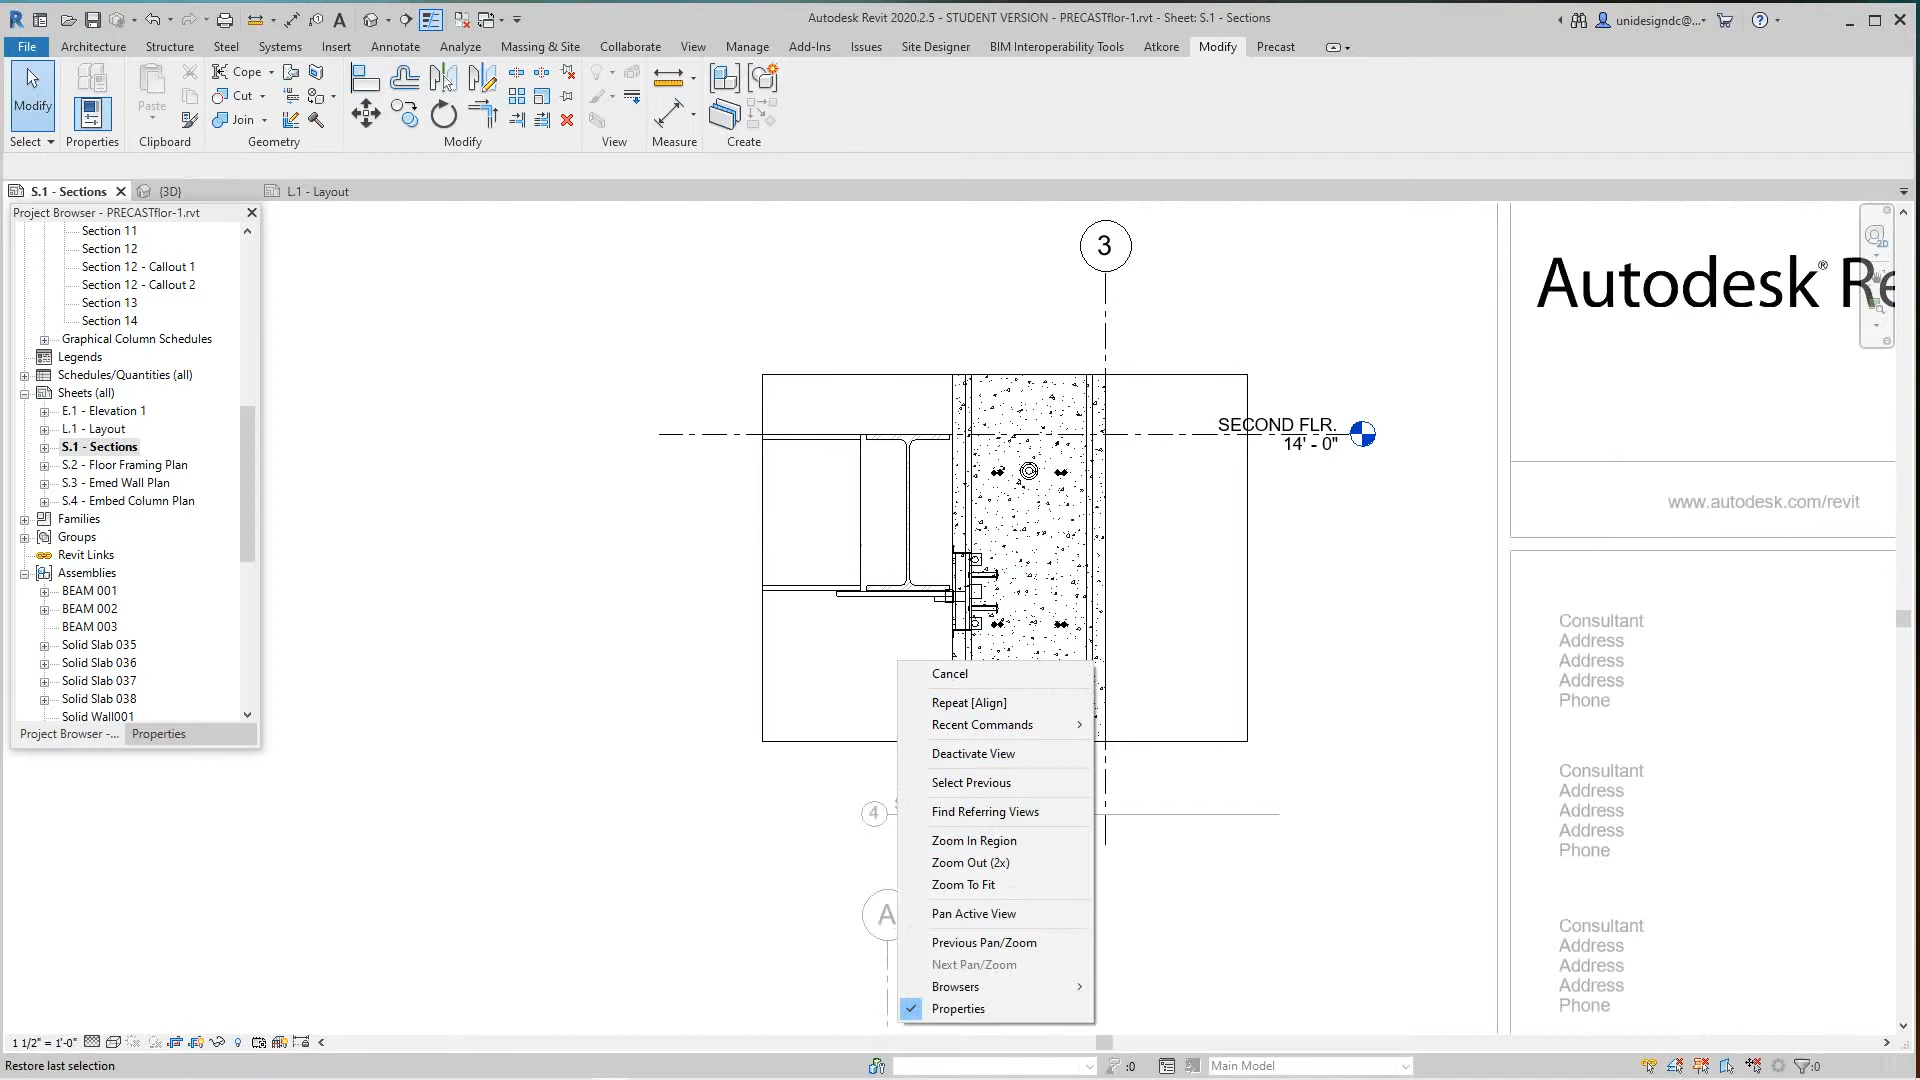 Autodesk Revit 2020.2.5 - STUDENT VERSION - PRECASTflor-1.rvt - Sheet: S.1 - Sections
unidesigndc@...
File Architecture Structure Steel Systems Insert Annotate Analyze Massing & Site Collaborate View Manage Add-Ins Issues Site Designer BIM Interoperability Tools Atkore Modify Precast
Modify
Paste
Cope
Cut
Join
Select Properties Clipboard Geometry Modify View Measure Create
S.1 - Sections
{3D}
L.1 - Layout
Project Browser - PRECASTflor-1.rvt
Section 11
Section 12
Section 12 - Callout 1
Section 12 - Callout 2
Section 13
Section 14
Graphical Column Schedules
Legends
Schedules/Quantities (all)
Sheets (all)
E.1 - Elevation 1
L.1 - Layout
S.1 - Sections
S.2 - Floor Framing Plan
S.3 - Emed Wall Plan
S.4 - Embed Column Plan
Families
Groups
Revit Links
Assemblies
BEAM 001
BEAM 002
BEAM 003
Solid Slab 035
Solid Slab 036
Solid Slab 037
Solid Slab 038
Solid Wall001
Project Browser -...
Properties
3
SECOND FLR.
14' - 0"
4
A
Cancel
Repeat [Align]
Recent Commands
Deactivate View
Select Previous
Find Referring Views
Zoom In Region
Zoom Out (2x)
Zoom To Fit
Pan Active View
Previous Pan/Zoom
Next Pan/Zoom
Browsers
Properties
2D
Autodesk® Re
www.autodesk.com/revit
Consultant
Address
Address
Address
Phone
Consultant
Address
Address
Address
Phone
Consultant
Address
Address
Address
Phone
1 1/2" = 1'-0"
Restore last selection
:0
Main Model
:0